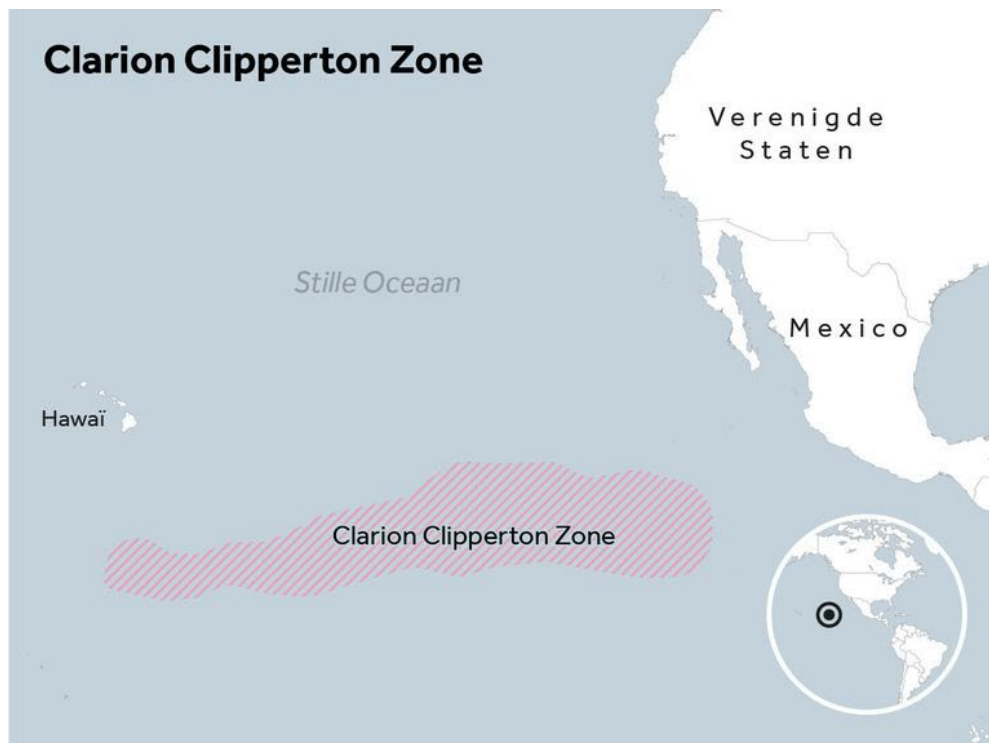 Clarion Clipperton Zone
Verenigde
Staten
Stille Oceaan
Mexico
Hawaï
Clarion Clipperton Zone